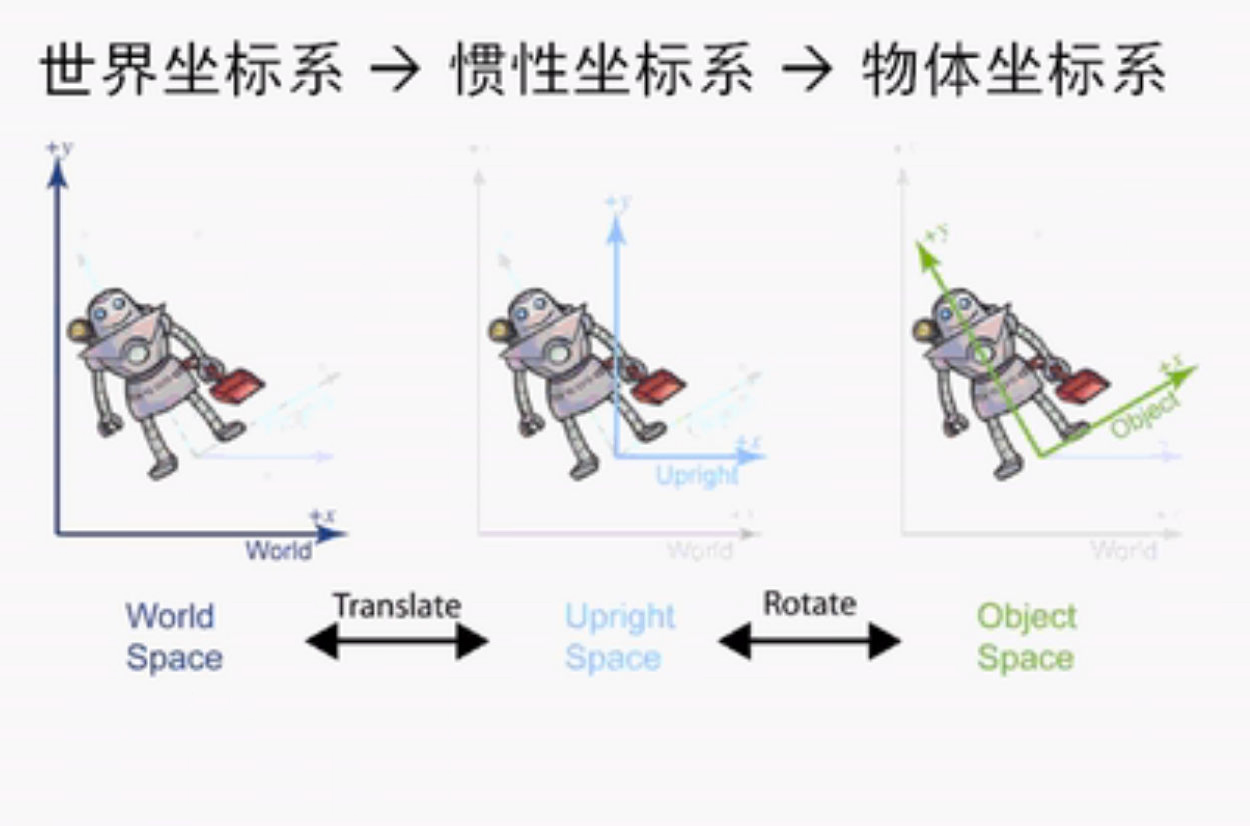 世界坐标系 → 惯性坐标系 → 物体坐标系
+y
+x
World
+y
+x
Upright
World
+y
+x
Object
World
Translate
Rotate
World
Space
Upright
Space
Object
Space